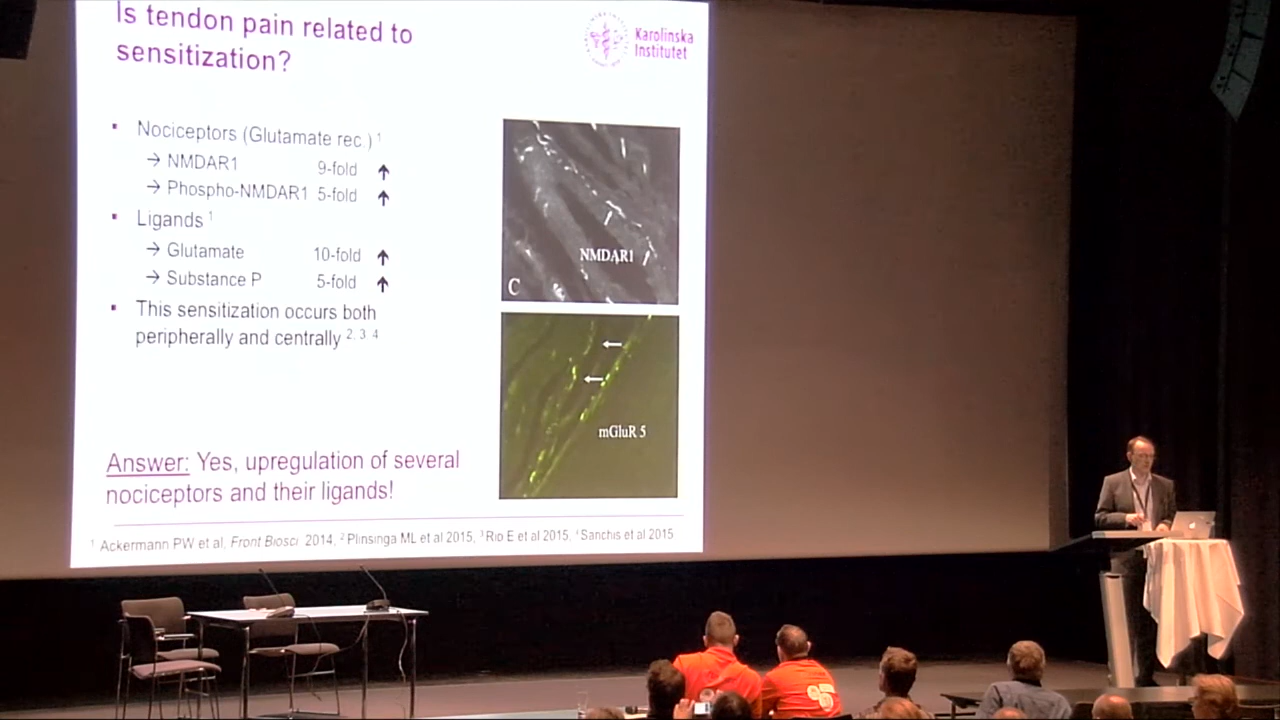 Is tendon pain related to
sensitization?
Karolinska
Institutet
▪ Nociceptors (Glutamate rec.) 1
→ NMDAR1 9-fold ↑
→ Phospho-NMDAR1 5-fold ↑
▪ Ligands 1
→ Glutamate 10-fold ↑
→ Substance P 5-fold ↑
▪ This sensitization occurs both
peripherally and centrally 2, 3 4
NMDAR1
C
mGluR 5
Answer: Yes, upregulation of several
nociceptors and their ligands!
1 Ackermann PW et al, Front Biosci 2014, 2 Plinsinga ML et al 2015, 3 Rio E et al 2015, 4 Sanchis et al 2015